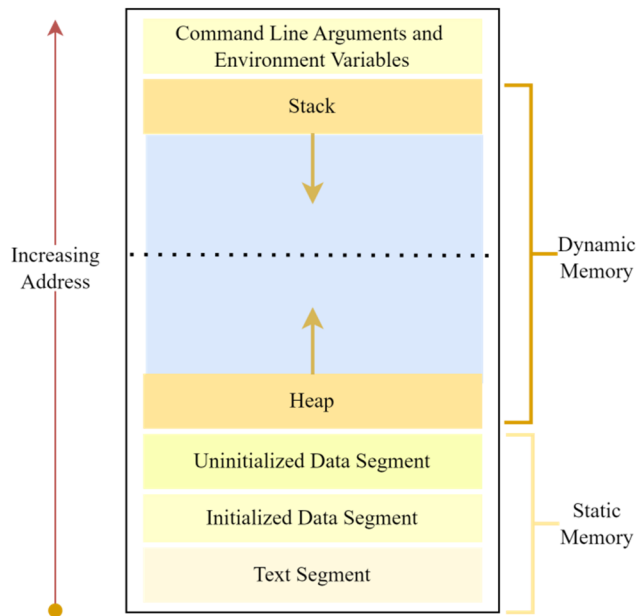 Command Line Arguments and
Environment Variables
Stack
Increasing
Address
Dynamic
Memory
Heap
Uninitialized Data Segment
Initialized Data Segment
Static
Memory
Text Segment